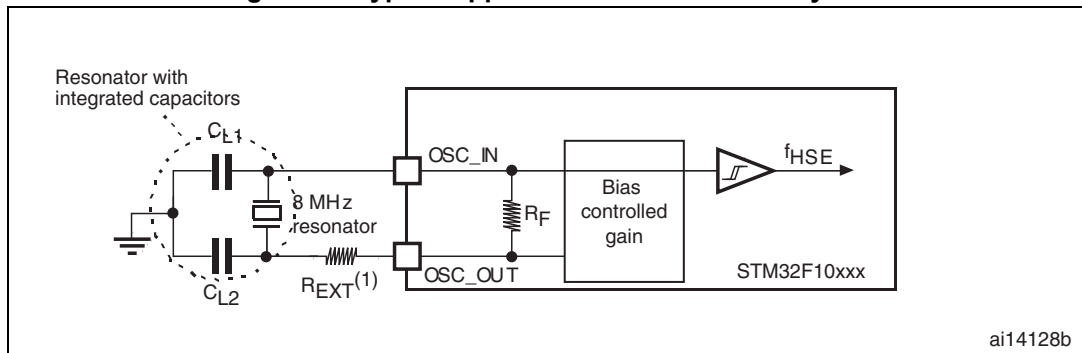 Resonator with
integrated capacitors
CL1
OSC_IN
fHSE
8 MHz
resonator
RF
Bias
controlled
gain
STM32F10xxx
OSC_OUT
REXT(1)
CL2
ai14128b